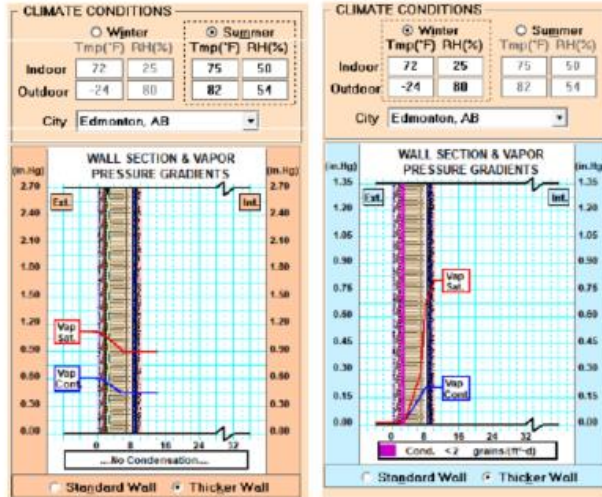 CLIMATE CONDITIONS
Winter Summer
Tmp(°F) RH(%) Tmp(°F) RH(%)
Indoor 72 25 75 50
Outdoor -24 80 82 54
City Edmonton, AB
WALL SECTION & VAPOR
PRESSURE GRADIENTS
(in.Hg) (in.Hg)
2.70 2.70
Ext. Int.
2.40 2.40
2.10 2.10
1.80 1.80
1.50 1.50
1.20 1.20
Vap
Sat.
0.90 0.90
0.60 0.60
Vap
Cont.
0.30 0.30
0.00 0.00
0 8 16 24 32
....No Condensation....
Standard Wall Thicker Wall
CLIMATE CONDITIONS
Winter Summer
Tmp(°F) RH(%) Tmp(°F) RH(%)
Indoor 72 25 75 50
Outdoor -24 80 82 54
City Edmonton, AB
WALL SECTION & VAPOR
PRESSURE GRADIENTS
(in.Hg) (in.Hg)
1.35 1.35
Ext. Int.
1.20 1.20
1.05 1.05
0.90 0.90
0.75 0.75
Vap
Sat.
0.60 0.60
0.45 0.45
0.30 0.30
Vap
Cont
0.15 0.15
0.00 0.00
0 8 16 24 32
Cond. <2 grains/(ft²-d)
Standard Wall Thicker Wall